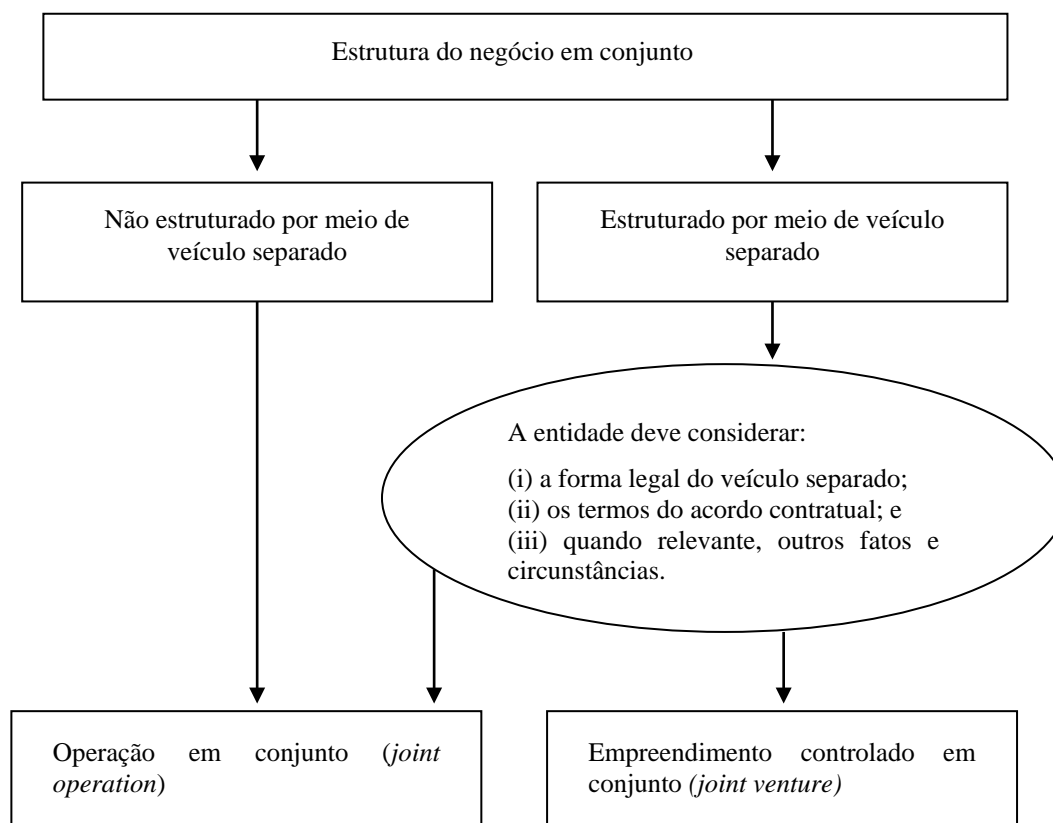 Estrutura do negócio em conjunto
Não estruturado por meio de
veículo separado
Estruturado por meio de veículo
separado
A entidade deve considerar:
(i) a forma legal do veículo separado;
(ii) os termos do acordo contratual; e
(iii) quando relevante, outros fatos e
circunstâncias.
Operação em conjunto (joint
operation)
Empreendimento controlado em
conjunto (joint venture)